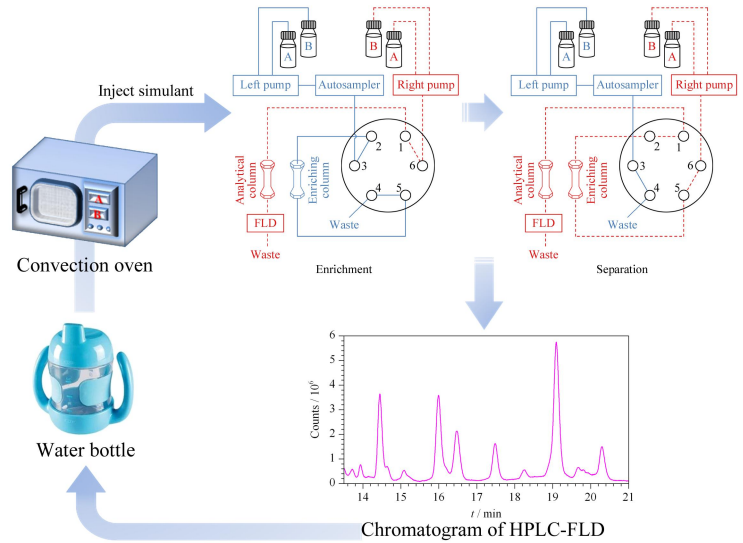 Inject simulant
B
A
B
A
Left pump
Autosampler
Right pump
2
1
3
6
4
5
Analytical
column
Enriching
column
FLD
Waste
Waste
Enrichment
B
A
B
A
Left pump
Autosampler
Right pump
2
1
3
6
4
5
Analytical
column
Enriching
column
FLD
Waste
Waste
Separation
A
B
Convection oven
Water bottle
Counts / 10⁶
6
5
4
3
2
1
0
14
15
16
17
18
19
20
21
t / min
Chromatogram of HPLC-FLD